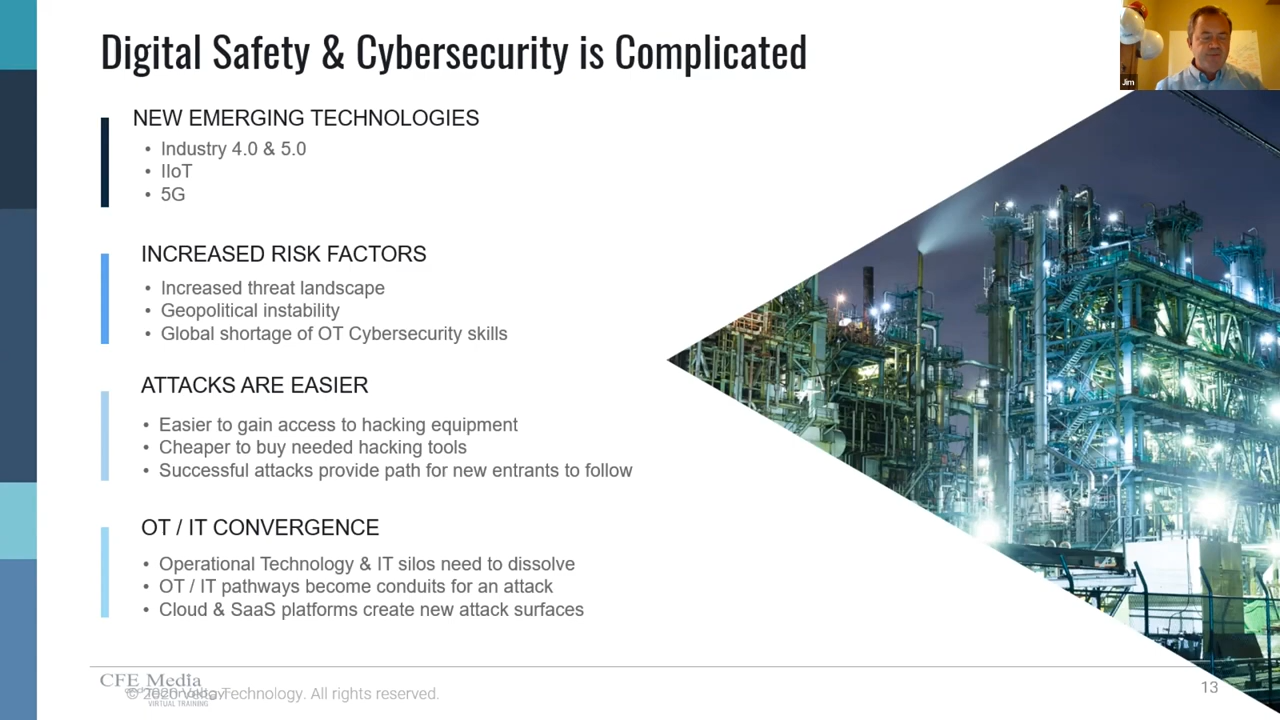 Digital Safety & Cybersecurity is Complicated
Jim
NEW EMERGING TECHNOLOGIES
• Industry 4.0 & 5.0
• IIoT
• 5G
INCREASED RISK FACTORS
• Increased threat landscape
• Geopolitical instability
• Global shortage of OT Cybersecurity skills
ATTACKS ARE EASIER
• Easier to gain access to hacking equipment
• Cheaper to buy needed hacking tools
• Successful attacks provide path for new entrants to follow
OT / IT CONVERGENCE
• Operational Technology & IT silos need to dissolve
• OT / IT pathways become conduits for an attack
• Cloud & SaaS platforms create new attack surfaces
CFE Media
Technology. All rights reserved.
VIRTUAL TRAINING
13